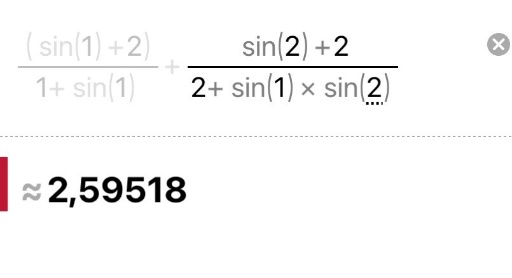 (sin(1)+2) / 1+ sin(1) + sin(2)+2 / 2+ sin(1) × sin(2)
≈ 2,59518